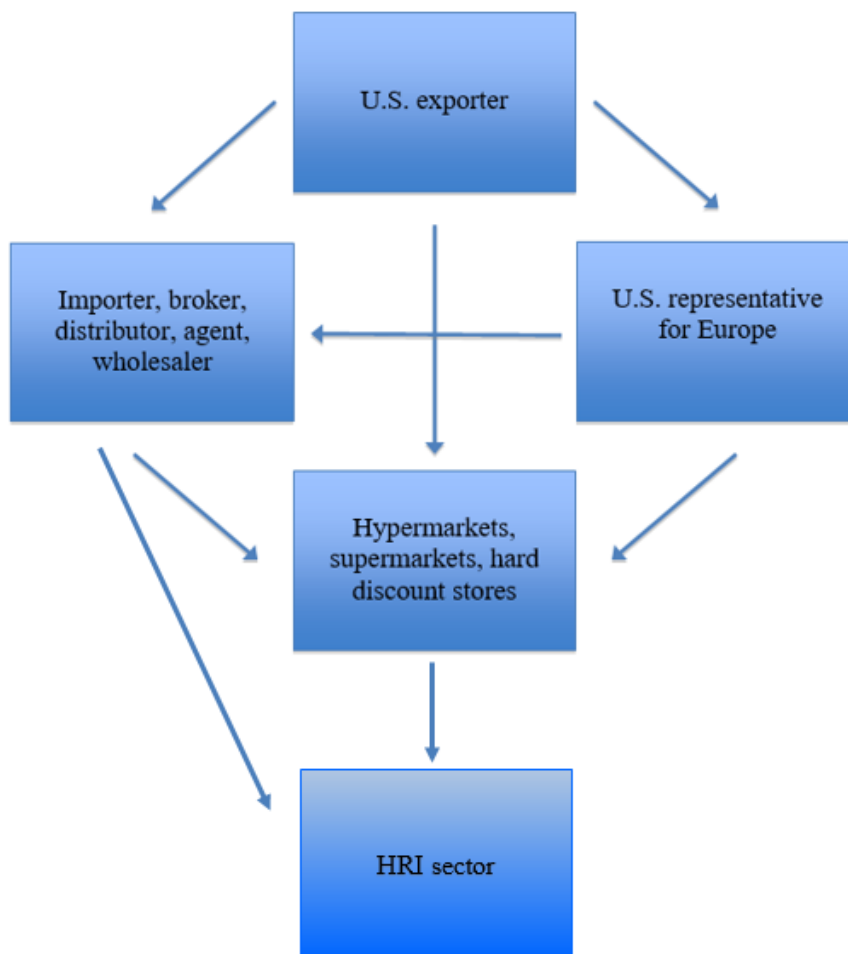 U.S. exporter
Importer, broker,
distributor, agent,
wholesaler
U.S. representative
for Europe
Hypermarkets,
supermarkets, hard
discount stores
HRI sector